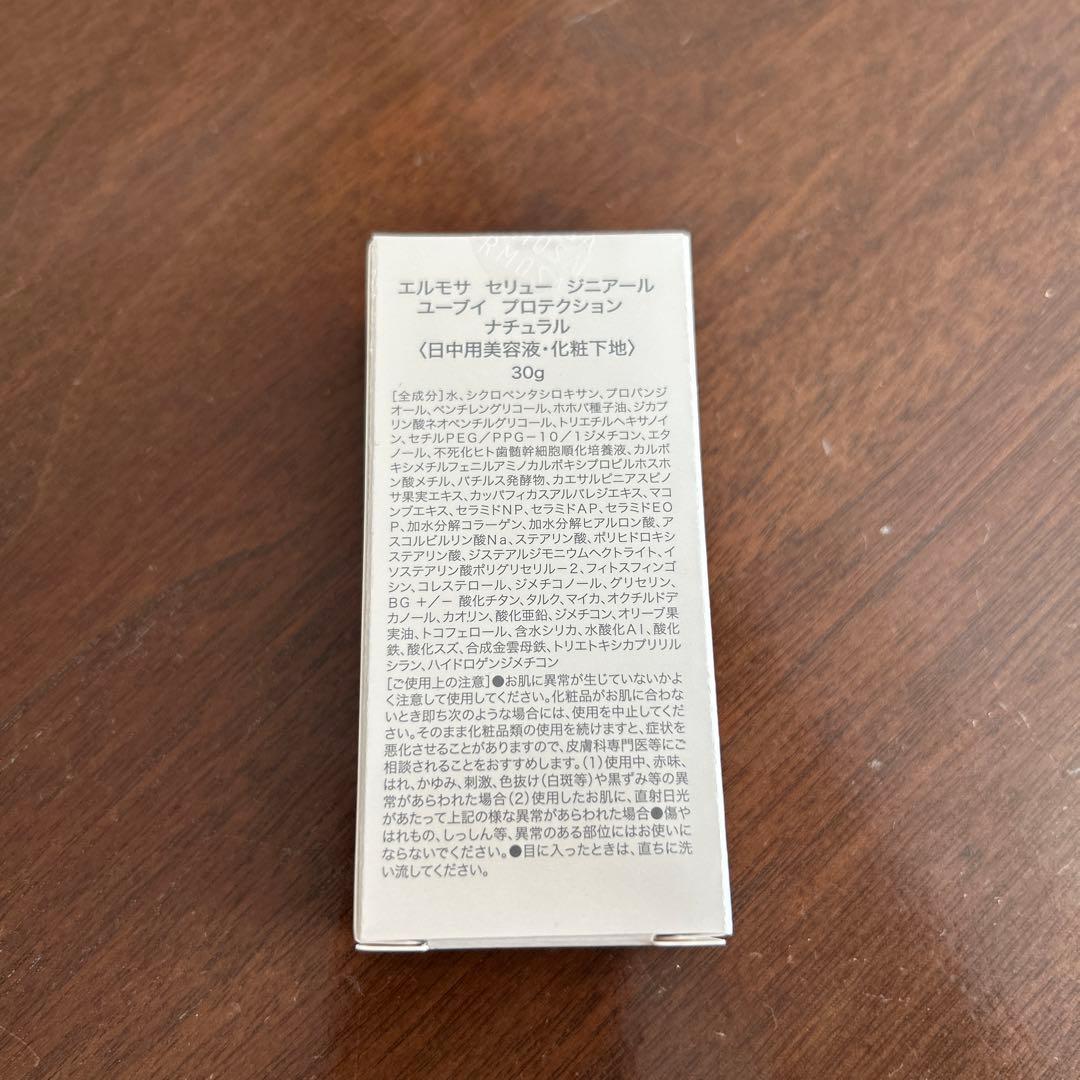 エルモサ セリュー ジニアール
ユーブイ プロテクション
ナチュラル
〈日中用美容液・化粧下地〉
30g
[全成分]水、シクロペンタシロキサン、プロパンジ
オール、ペンチレングリコール、ホホバ種子油、ジカプ
リン酸ネオペンチルグリコール、トリエチルヘキサノイ
ン、セチルPEG/PPG-10/1ジメチコン、エタ
ノール、不死化ヒト歯髄幹細胞順化培養液、カルボ
キシメチルフェニルアミノカルボキシプロピルホスホ
ン酸メチル、バチルス発酵物、カエサルピニアスピノ
サ果実エキス、カッパフィカスアルバレジエキス、マコ
ンブエキス、セラミドNP、セラミドAP、セラミドEO
P、加水分解コラーゲン、加水分解ヒアルロン酸、ア
スコルビルリン酸Na、ステアリン酸、ポリヒドロキシ
ステアリン酸、ジステアルジモニウムヘクトライト、イ
ソステアリン酸ポリグリセリル-2、フィトスフィンゴ
シン、コレステロール、ジメチコノール、グリセリン、
BG +/- 酸化チタン、タルク、マイカ、オクチルドデ
カノール、カオリン、酸化亜鉛、ジメチコン、オリーブ果
実油、トコフェロール、含水シリカ、水酸化Al、酸化
鉄、酸化スズ、合成金雲母鉄、トリエトキシカプリリル
シラン、ハイドロゲンジメチコン
[ご使用上の注意]●お肌に異常が生じていないかよ
く注意して使用してください。化粧品がお肌に合わな
いとき即ち次のような場合には、使用を中止してくだ
さい。そのまま化粧品類の使用を続けますと、症状を
悪化させることがありますので、皮膚科専門医等にご
相談されることをおすすめします。(1)使用中、赤味、
はれ、かゆみ、刺激、色抜け(白斑等)や黒ずみ等の異
常があらわれた場合(2)使用したお肌に、直射日光
があたって上記の様な異常があらわれた場合●傷や
はれもの、しっしん等、異常のある部位にはお使いに
ならないでください。●目に入ったときは、直ちに洗
い流してください。